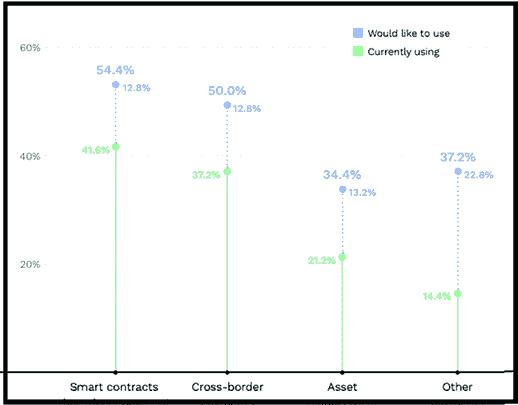 Would like to use
Currently using
60%
54.4%
12.8%
50.0%
12.8%
41.6%
40%
37.2%
37.2%
22.8%
34.4%
13.2%
21.2%
20%
14.4%
Smart contracts
Cross-border
Asset
Other